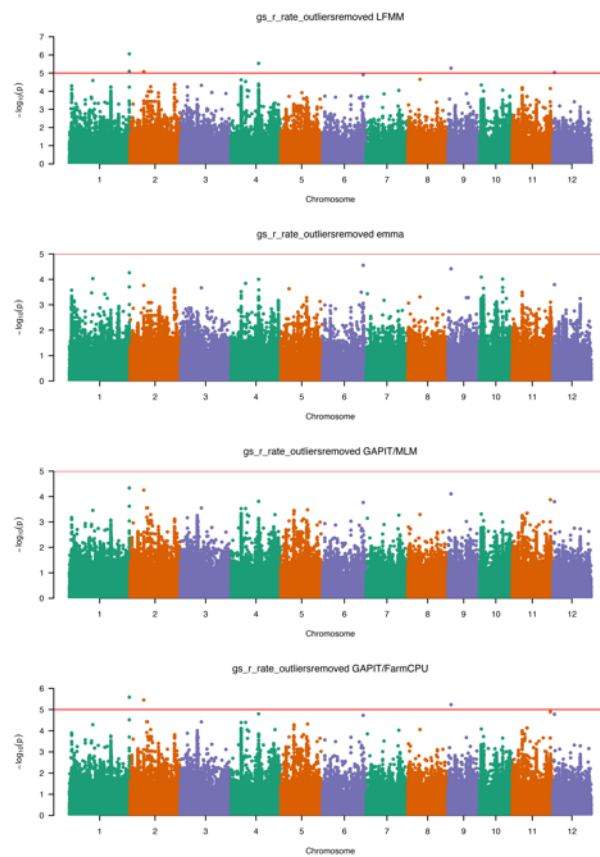 gs_r_rate_outliersremoved LFMM
7
6
5
4
3
2
1
0
−log₁₀(p)
1 2 3 4 5 6 7 8 9 10 11 12
Chromosome
gs_r_rate_outliersremoved emma
5
4
3
2
1
0
−log₁₀(p)
1 2 3 4 5 6 7 8 9 10 11 12
Chromosome
gs_r_rate_outliersremoved GAPIT/MLM
5
4
3
2
1
0
−log₁₀(p)
1 2 3 4 5 6 7 8 9 10 11 12
Chromosome
gs_r_rate_outliersremoved GAPIT/FarmCPU
6
5
4
3
2
1
0
−log₁₀(p)
1 2 3 4 5 6 7 8 9 10 11 12
Chromosome